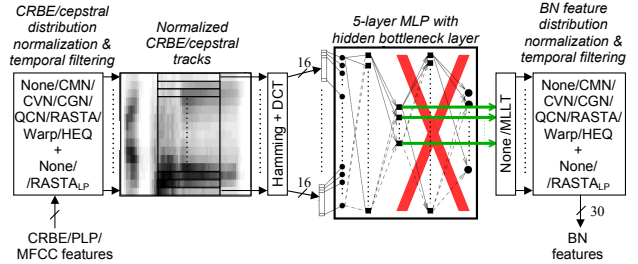 CRBE/cepstral
distribution
normalization &
temporal filtering
Normalized
CRBE/cepstral
tracks
5-layer MLP with
hidden bottleneck layer
BN feature
distribution
normalization &
temporal filtering
None/CMN/
CVN/CGN/
QCN/RASTA/
Warp/HEQ
+
None/
/RASTALP
CRBE/PLP/
MFCC features
Hamming + DCT
16
16
None /MLLT
None/CMN/
CVN/CGN/
QCN/RASTA/
Warp/HEQ
+
None/
/RASTALP
30
BN
features